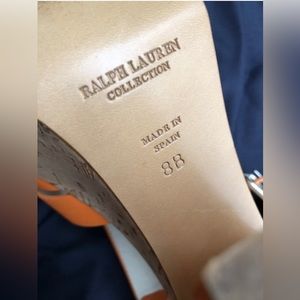 RALPH LAUREN
COLLECTION
MADE IN
SPAIN
8B